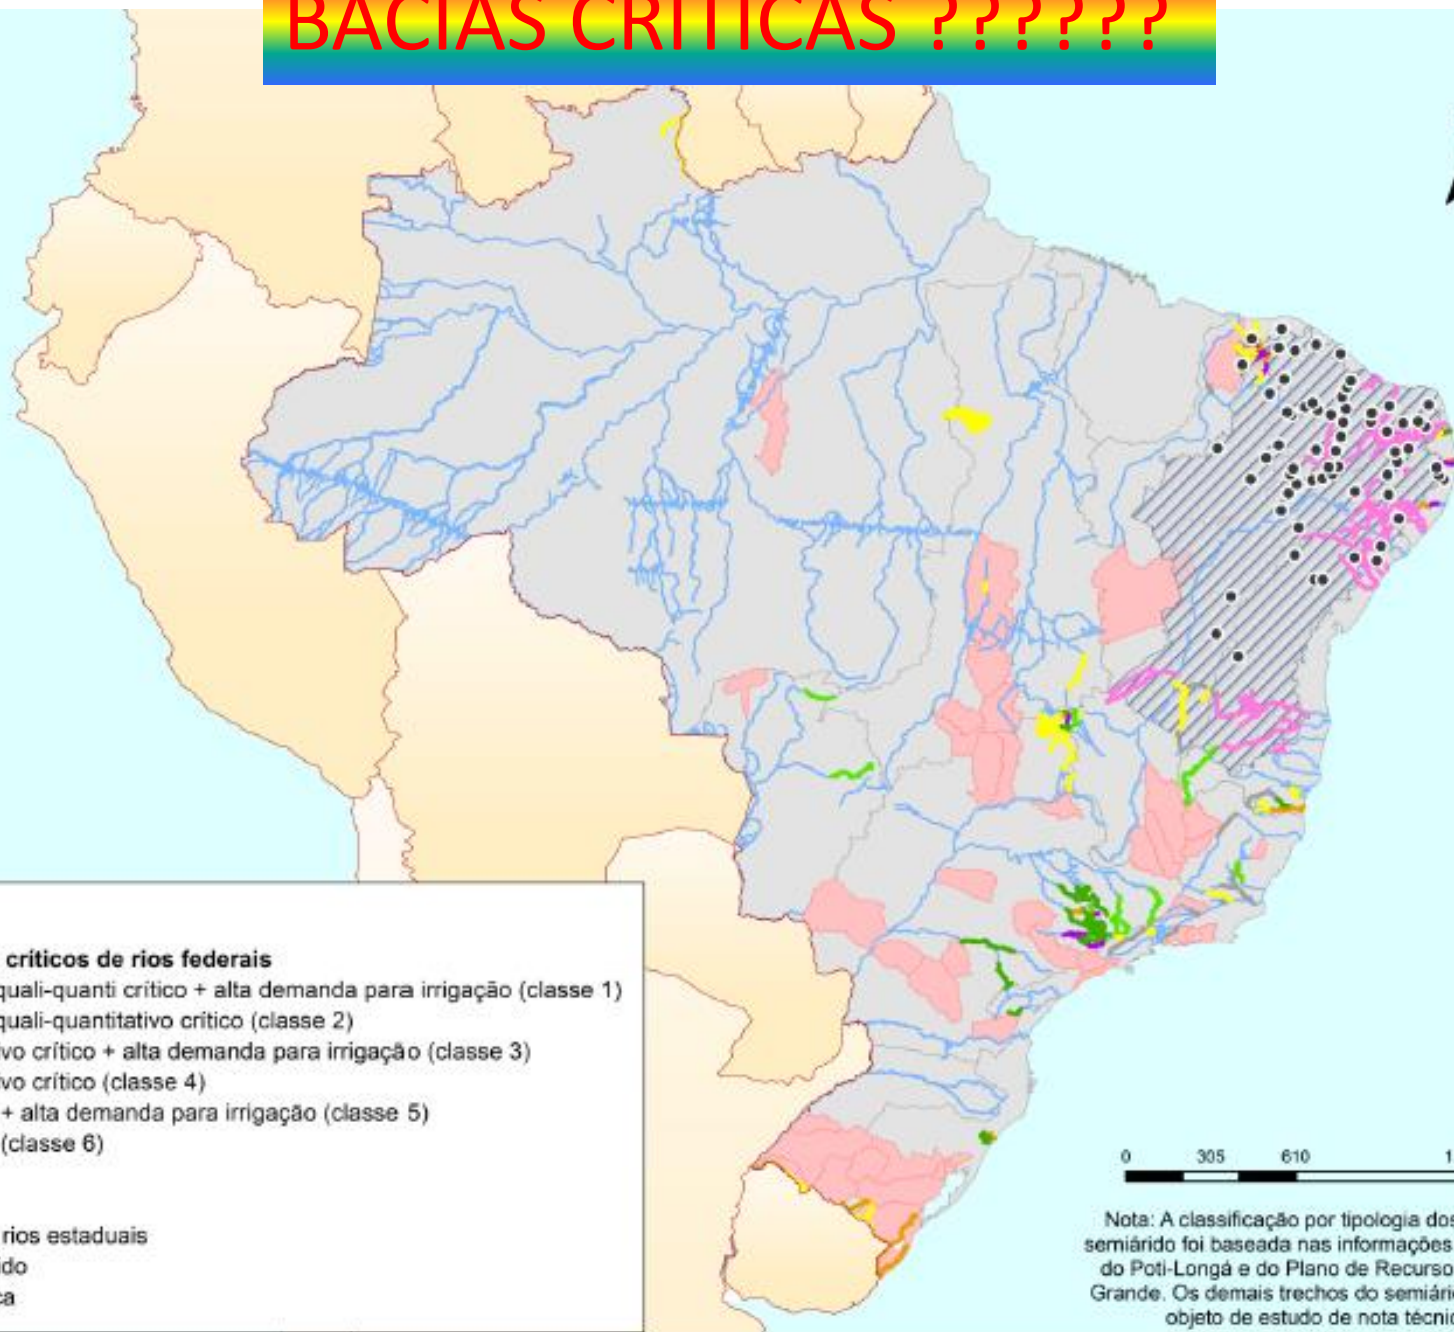 BACIAS CRÍTICAS ??????
críticos de rios federais
quali-quanti crítico + alta demanda para irrigação (classe 1)
quali-quantitativo crítico (classe 2)
vo crítico + alta demanda para irrigação (classe 3)
vo crítico (classe 4)
+ alta demanda para irrigação (classe 5)
(classe 6)
rios estaduais
do
ca
0 305 610 1
Nota: A classificação por tipologia dos
semiárido foi baseada nas informações
do Poti-Longá e do Plano de Recurso
Grande. Os demais trechos do semiári
objeto de estudo de nota técni